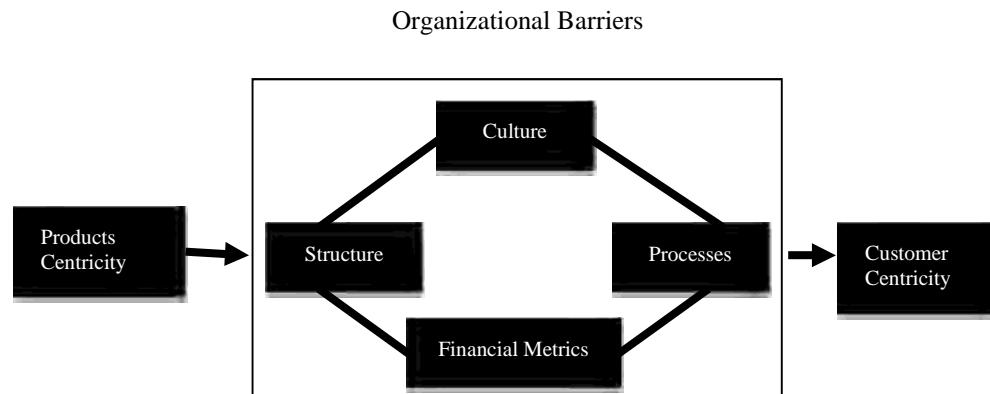 Organizational Barriers
Culture
Products
Centricity
Structure
Processes
Customer
Centricity
Financial Metrics